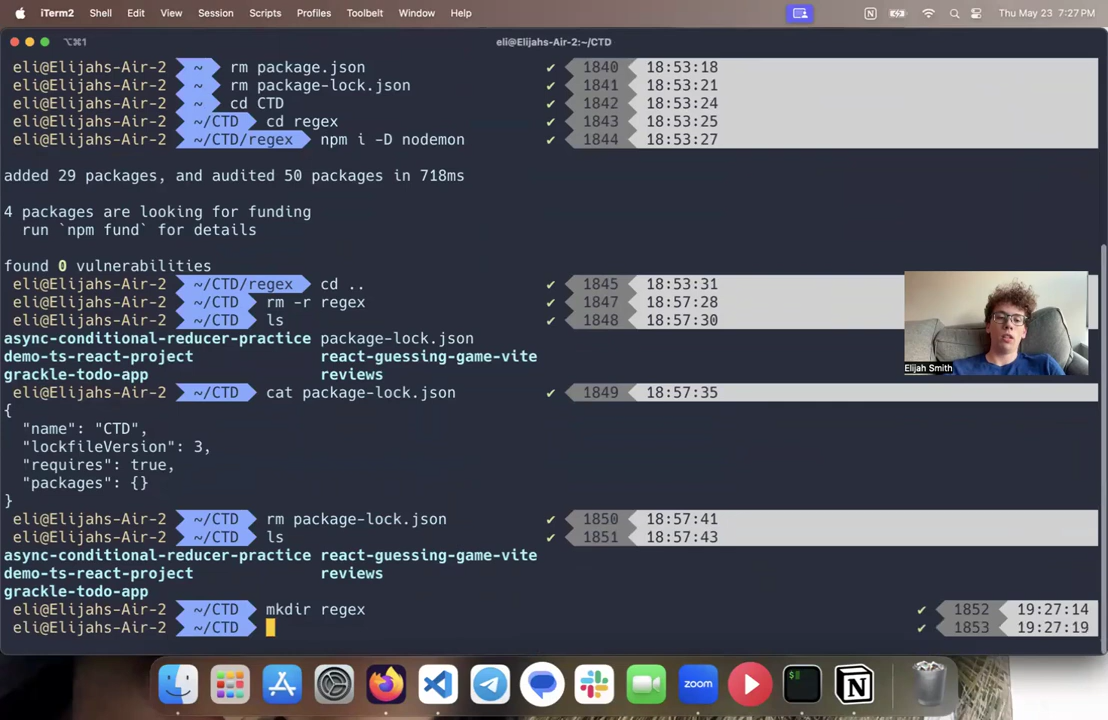 iTerm2 Shell Edit View Session Scripts Profiles Toolbelt Window Help Thu May 23 7:27 PM
⌥⌘1 eli@Elijahs-Air-2:~/CTD
eli@Elijahs-Air-2 ~ rm package.json ✔ 1840 18:53:18
eli@Elijahs-Air-2 ~ rm package-lock.json ✔ 1841 18:53:21
eli@Elijahs-Air-2 ~ cd CTD ✔ 1842 18:53:24
eli@Elijahs-Air-2 ~/CTD cd regex ✔ 1843 18:53:25
eli@Elijahs-Air-2 ~/CTD/regex npm i -D nodemon ✔ 1844 18:53:27
added 29 packages, and audited 50 packages in 718ms
4 packages are looking for funding
run `npm fund` for details
found 0 vulnerabilities
eli@Elijahs-Air-2 ~/CTD/regex cd .. ✔ 1845 18:53:31
eli@Elijahs-Air-2 ~/CTD rm -r regex ✔ 1847 18:57:28
eli@Elijahs-Air-2 ~/CTD ls ✔ 1848 18:57:30
async-conditional-reducer-practice package-lock.json
demo-ts-react-project react-guessing-game-vite
grackle-todo-app reviews
Elijah Smith
eli@Elijahs-Air-2 ~/CTD cat package-lock.json ✔ 1849 18:57:35
{
"name": "CTD",
"lockfileVersion": 3,
"requires": true,
"packages": {}
}
eli@Elijahs-Air-2 ~/CTD rm package-lock.json ✔ 1850 18:57:41
eli@Elijahs-Air-2 ~/CTD ls ✔ 1851 18:57:43
async-conditional-reducer-practice react-guessing-game-vite
demo-ts-react-project reviews
grackle-todo-app
eli@Elijahs-Air-2 ~/CTD mkdir regex ✔ 1852 19:27:14
eli@Elijahs-Air-2 ~/CTD ✔ 1853 19:27:19
zoom